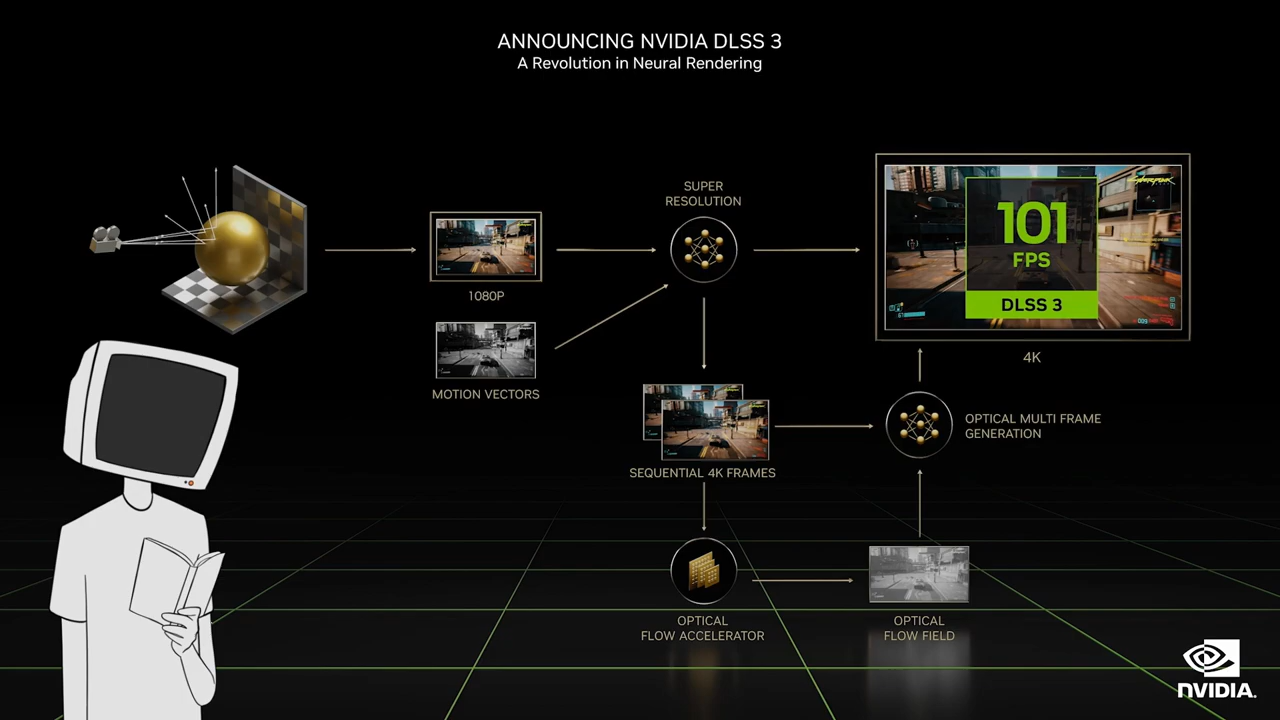 ANNOUNCING NVIDIA DLSS 3
A Revolution in Neural Rendering
SUPER
RESOLUTION
1080P
MOTION VECTORS
101
FPS
DLSS 3
4K
SEQUENTIAL 4K FRAMES
OPTICAL MULTI FRAME
GENERATION
OPTICAL
FLOW ACCELERATOR
OPTICAL
FLOW FIELD
NVIDIA.